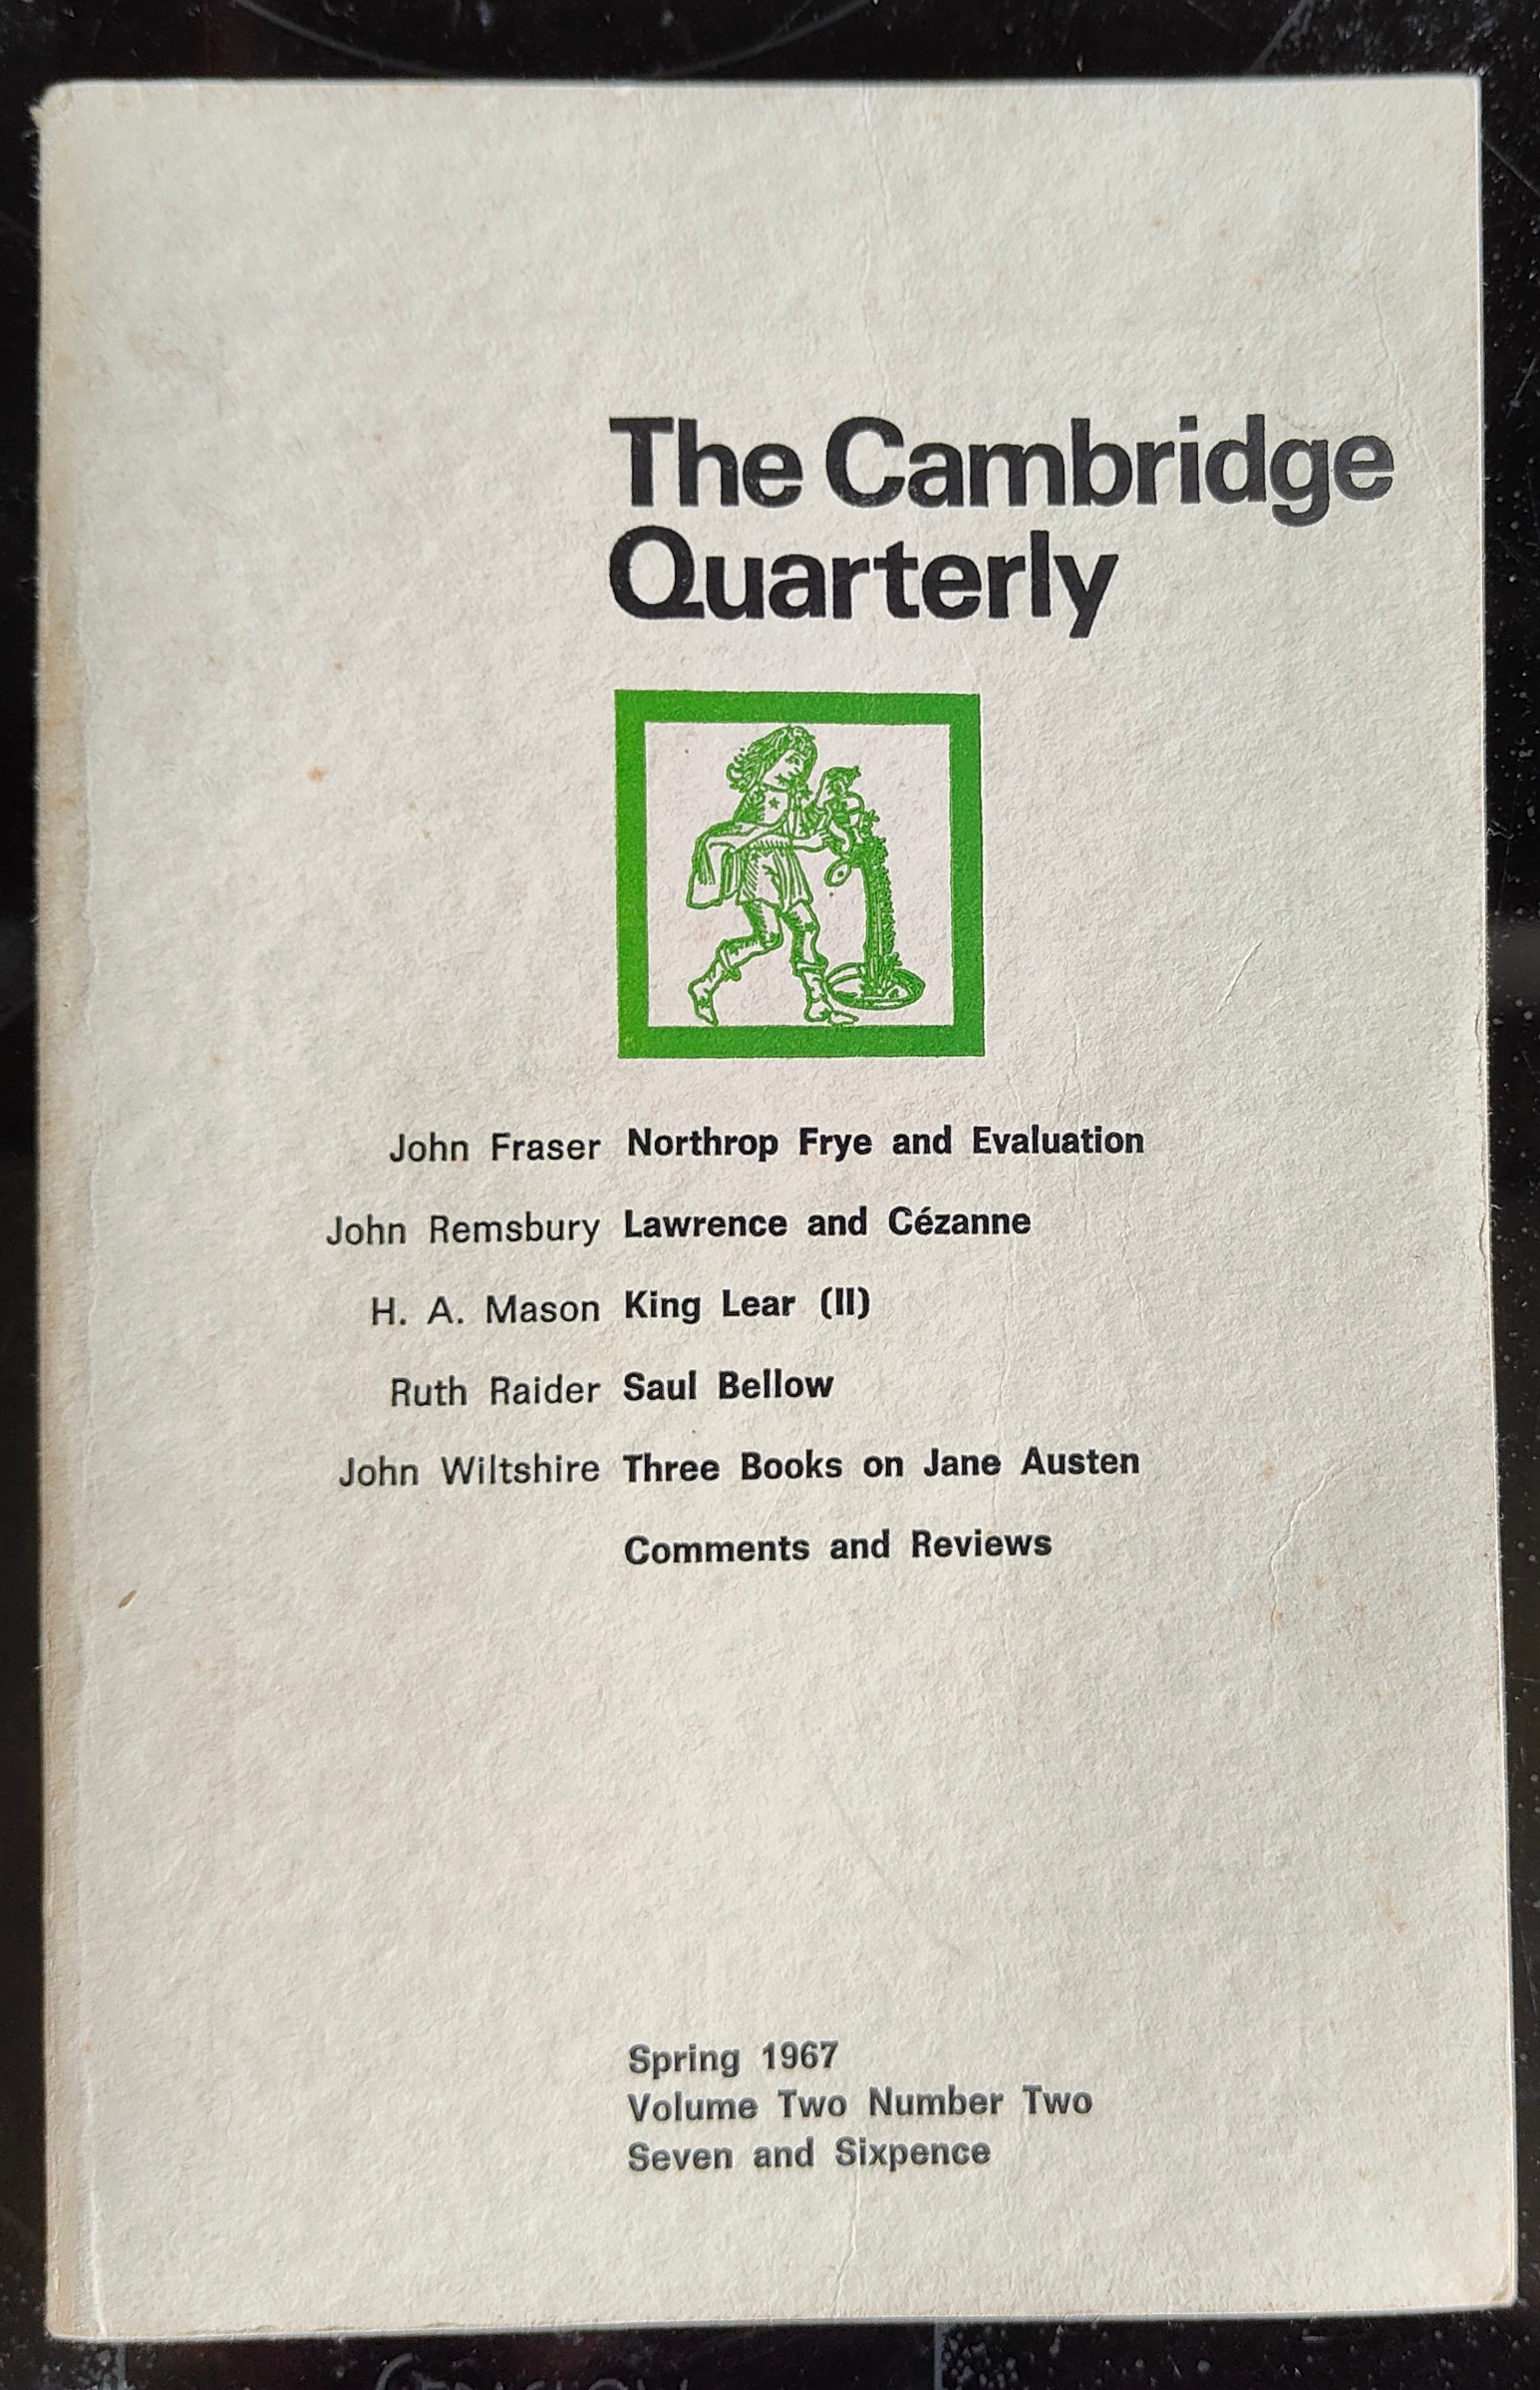 The Cambridge
Quarterly
John Fraser Northrop Frye and Evaluation
John Remsbury Lawrence and Cézanne
H. A. Mason King Lear (II)
Ruth Raider Saul Bellow
John Wiltshire Three Books on Jane Austen
Comments and Reviews
Spring 1967
Volume Two Number Two
Seven and Sixpence